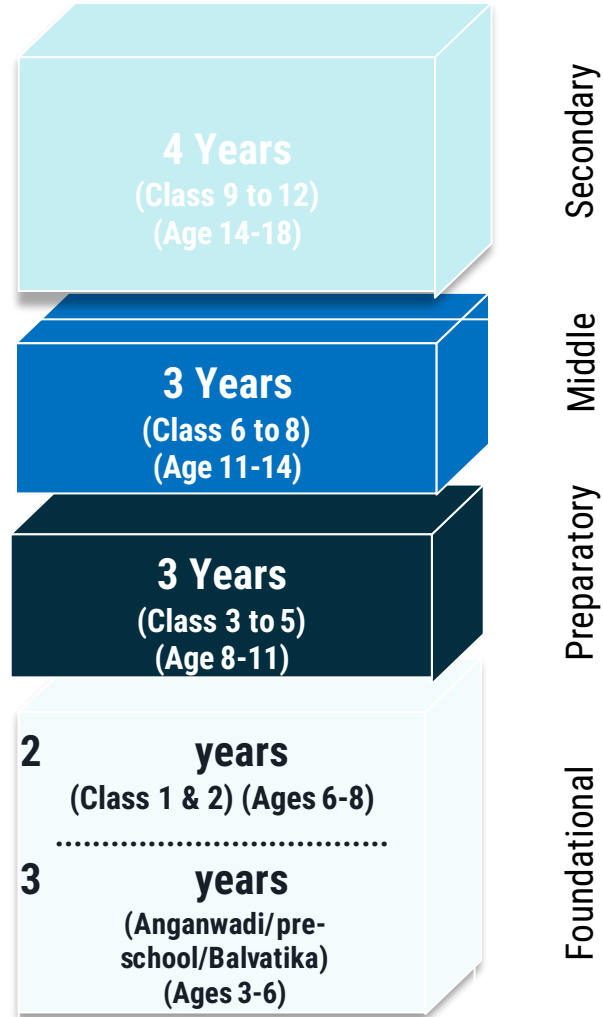 4 Years
(Class 9 to 12)
(Age 14-18)
Secondary
3 Years
(Class 6 to 8)
(Age 11-14)
Middle
3 Years
(Class 3 to 5)
(Age 8-11)
Preparatory
2 years
(Class 1 & 2) (Ages 6-8)
....................................
3 years
(Anganwadi/pre-
school/Balvatika)
(Ages 3-6)
Foundational